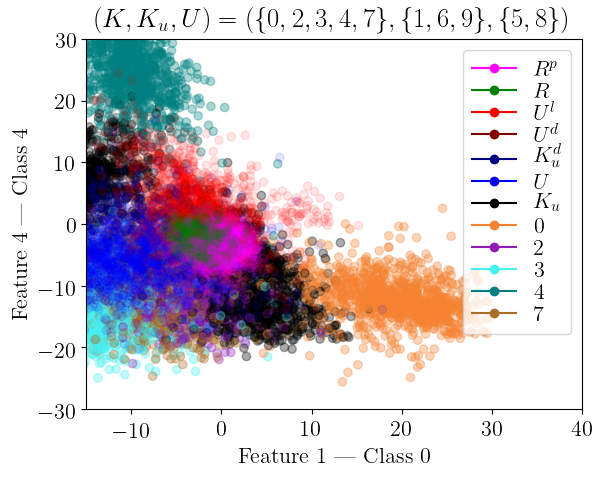 (K, K_u, U) = ({0, 2, 3, 4, 7}, {1, 6, 9}, {5, 8})
30
20
10
0
−10
−20
−30
Feature 4 — Class 4
−10
0
10
20
30
40
Feature 1 — Class 0
R^p
R
U^l
U^d
K_u^d
U
K_u
0
2
3
4
7